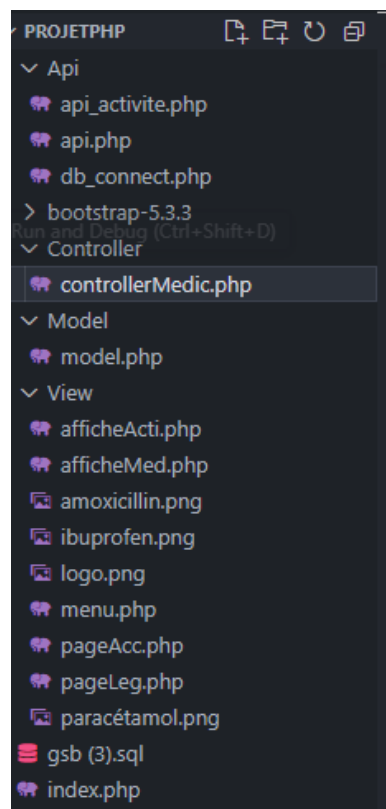 PROJETPHP
Api
api_activite.php
api.php
db_connect.php
bootstrap-5.3.3
Run and Debug (Ctrl+Shift+D)
Controller
controllerMedic.php
Model
model.php
View
afficheActi.php
afficheMed.php
amoxicillin.png
ibuprofen.png
logo.png
menu.php
pageAcc.php
pageLeg.php
paracétamol.png
gsb (3).sql
index.php